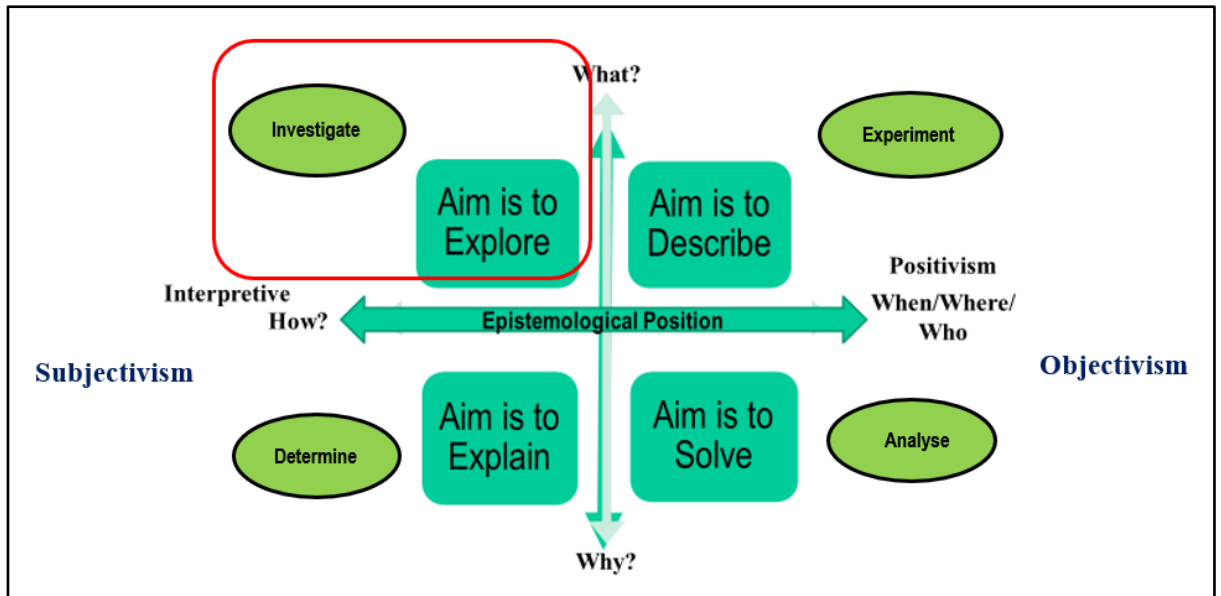 What?
Investigate
Experiment
Aim is to
Explore
Aim is to
Describe
Interpretive
How?
Epistemological Position
Positivism
When/Where/
Who
Subjectivism
Objectivism
Determine
Aim is to
Explain
Aim is to
Solve
Analyse
Why?